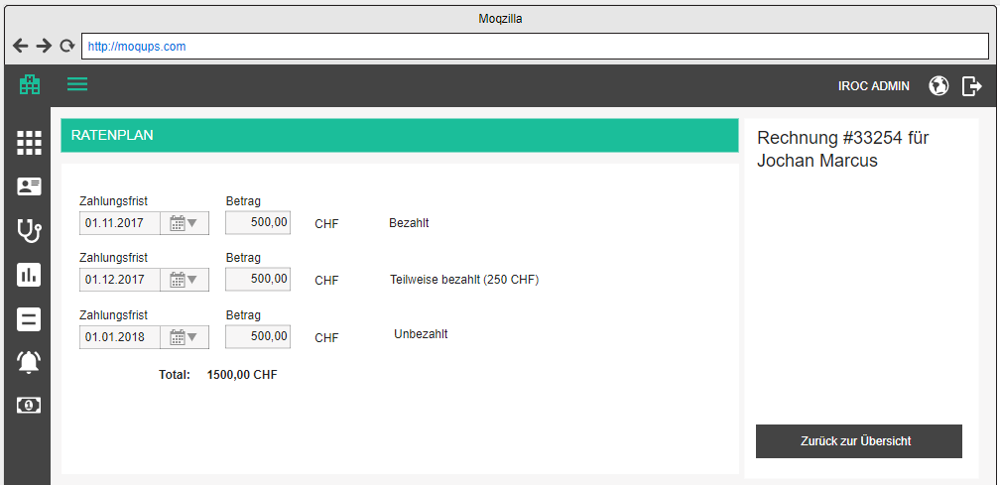 Moqzilla
http://moqups.com
IROC ADMIN
RATENPLAN
Zahlungsfrist Betrag
01.11.2017 500,00 CHF Bezahlt
Zahlungsfrist Betrag
01.12.2017 500,00 CHF Teilweise bezahlt (250 CHF)
Zahlungsfrist Betrag
01.01.2018 500,00 CHF Unbezahlt
Total: 1500,00 CHF
Rechnung #33254 für
Jochan Marcus
Zurück zur Übersicht